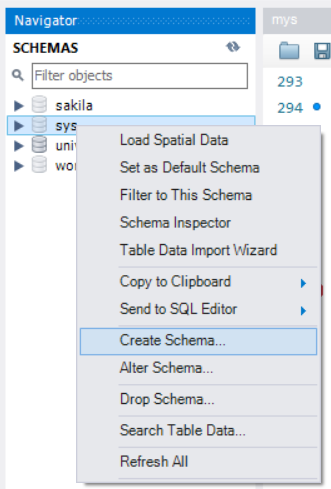 Navigator
mys
SCHEMAS
Filter objects
293
294
sakila
sys
Load Spatial Data
Set as Default Schema
Filter to This Schema
Schema Inspector
Table Data Import Wizard
Copy to Clipboard
Send to SQL Editor
Create Schema...
Alter Schema...
Drop Schema...
Search Table Data...
Refresh All